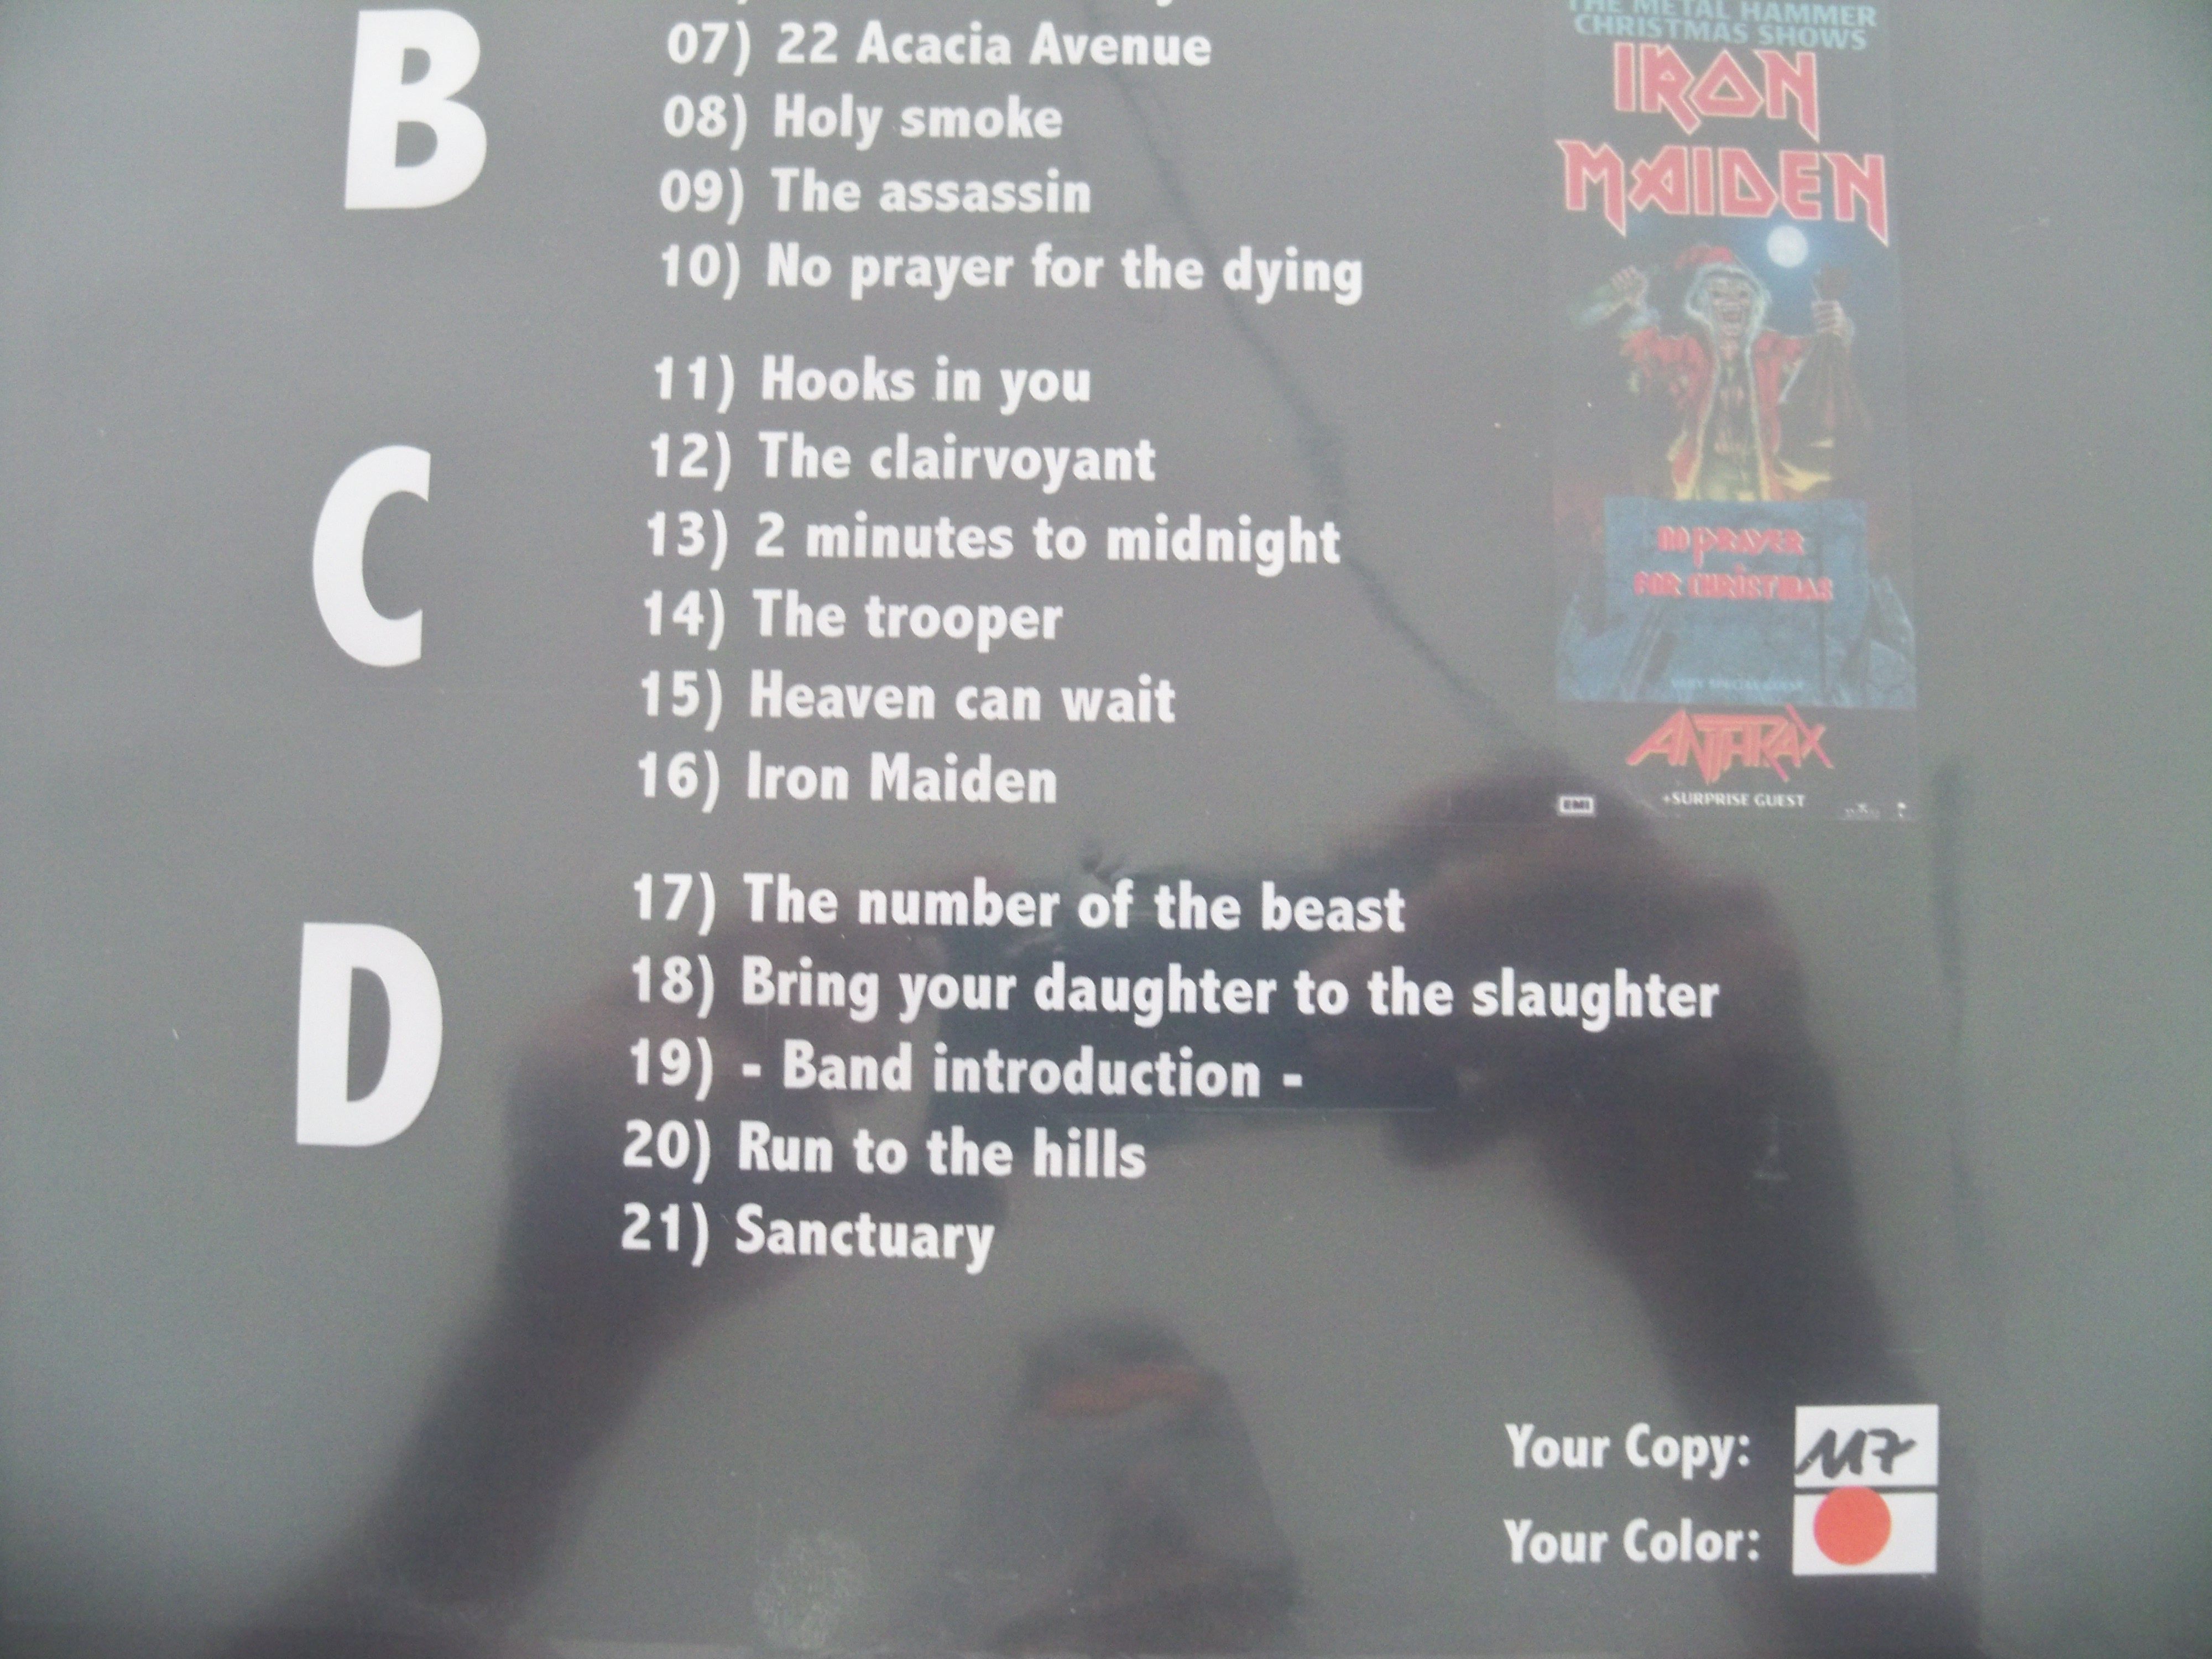 B
07) 22 Acacia Avenue
08) Holy smoke
09) The assassin
10) No prayer for the dying
C
11) Hooks in you
12) The clairvoyant
13) 2 minutes to midnight
14) The trooper
15) Heaven can wait
16) Iron Maiden
D
17) The number of the beast
18) Bring your daughter to the slaughter
19) - Band introduction -
20) Run to the hills
21) Sanctuary
THE METAL HAMMER
CHRISTMAS SHOWS
IRON
MAIDEN
NO PRAYER
FOR CHRISTMAS
VERY SPECIAL GUEST
ANTHRAX
+SURPRISE GUEST
EMI
Your Copy: 117
Your Color: